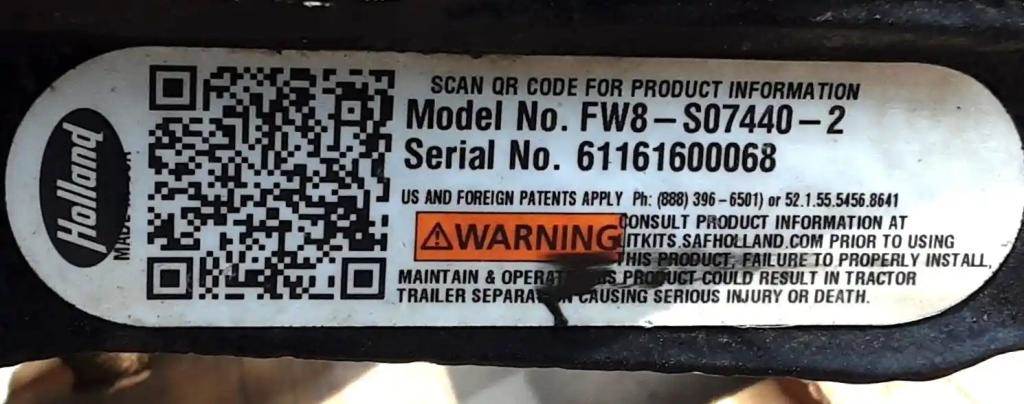 Holland
SCAN QR CODE FOR PRODUCT INFORMATION
Model No. FW8-S07440-2
Serial No. 61161600068
US AND FOREIGN PATENTS APPLY Ph: (888) 396-6501) or 52.1.55.5456.8641
WARNING
CONSULT PRODUCT INFORMATION AT
LITKITS.SAFHOLLAND.COM PRIOR TO USING
THIS PRODUCT, FAILURE TO PROPERLY INSTALL,
MAINTAIN & OPERATE THIS PRODUCT COULD RESULT IN TRACTOR
TRAILER CAUSING SERIOUS INJURY OR DEATH.